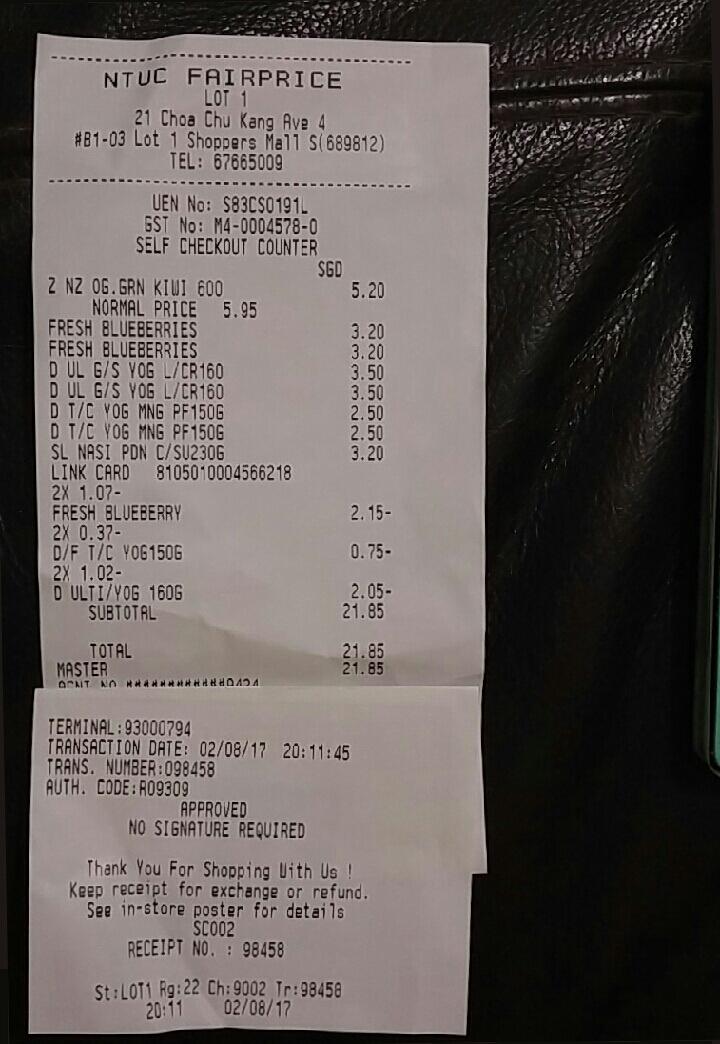 NTUC FAIRPRICE
LOT 1
21 Choa Chu Kang Ave 4
#B1-03 Lot 1 Shoppers Mall S(689812)
TEL: 67665009
UEN No: S83CS0191L
GST No: M4-0004578-0
SELF CHECKOUT COUNTER
SGD
Z NZ OG.GRN KIWI 600 5.20
NORMAL PRICE 5.95
FRESH BLUEBERRIES 3.20
FRESH BLUEBERRIES 3.20
D UL G/S YOG L/CR160 3.50
D UL G/S YOG L/CR160 3.50
D T/C YOG MNG PF150G 2.50
D T/C YOG MNG PF150G 2.50
SL NASI PDN C/SU230G 3.20
LINK CARD 8105010004566218
2X 1.07-
FRESH BLUEBERRY 2.15-
2X 0.37-
D/F T/C YOG150G 0.75-
2X 1.02-
D ULTI/YOG 160G 2.05-
SUBTOTAL 21.85
TOTAL 21.85
MASTER 21.85
TERMINAL:93000794
TRANSACTION DATE: 02/08/17 20:11:45
TRANS. NUMBER:098458
AUTH. CODE:R09309
APPROVED
NO SIGNATURE REQUIRED
Thank You For Shopping With Us !
Keep receipt for exchange or refund.
See in-store poster for details
SC002
RECEIPT NO. : 98458
St:LOT1 Rg:22 Ch:9002 Tr:98458
20:11 02/08/17